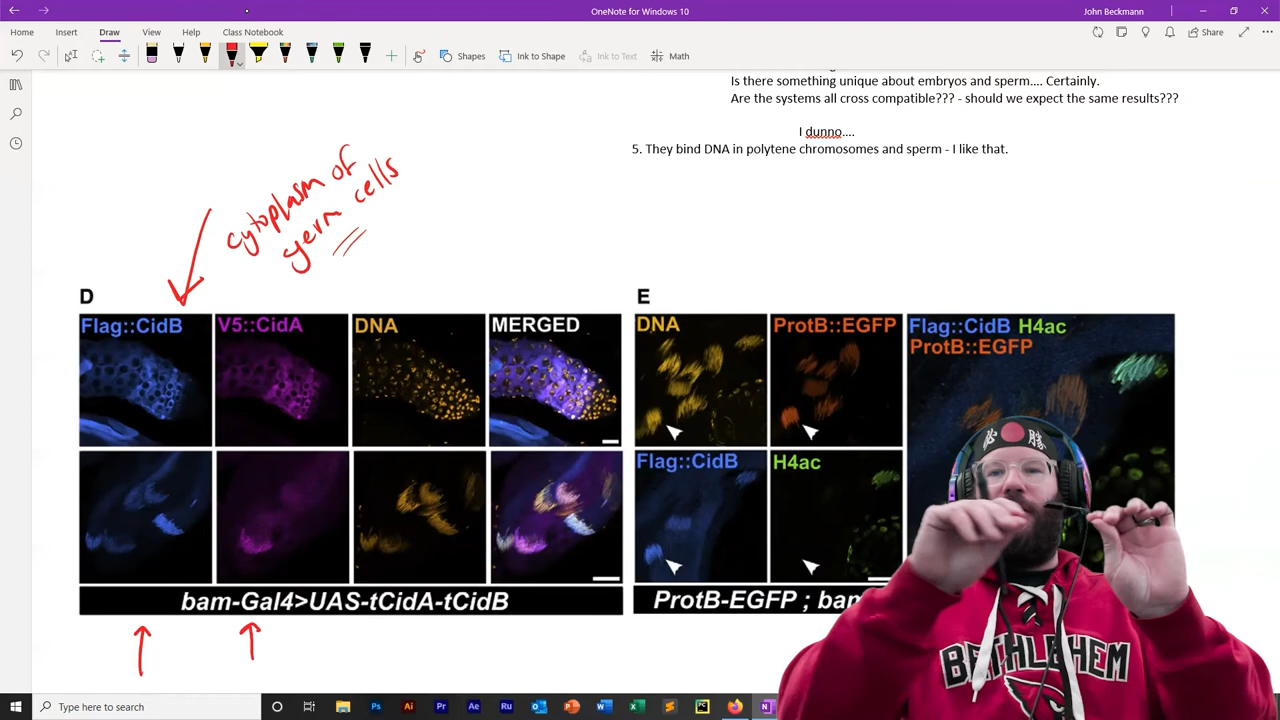 OneNote for Windows 10
John Beckmann
Home Insert Draw View Help Class Notebook
Share
Shapes
Ink to Shape
Ink to Text
Math
Is there something unique about embryos and sperm.... Certainly.
Are the systems all cross compatible??? - should we expect the same results???
I dunno....
5. They bind DNA in polytene chromosomes and sperm - I like that.
cytoplasm of
germ cells
D
Flag::CidB
V5::CidA
DNA
MERGED
bam-Gal4>UAS-tCidA-tCidB
E
DNA
ProtB::EGFP
Flag::CidB H4ac
ProtB::EGFP
Flag::CidB
H4ac
ProtB-EGFP ; bam
必 勝
BETHLEHEM
Type here to search